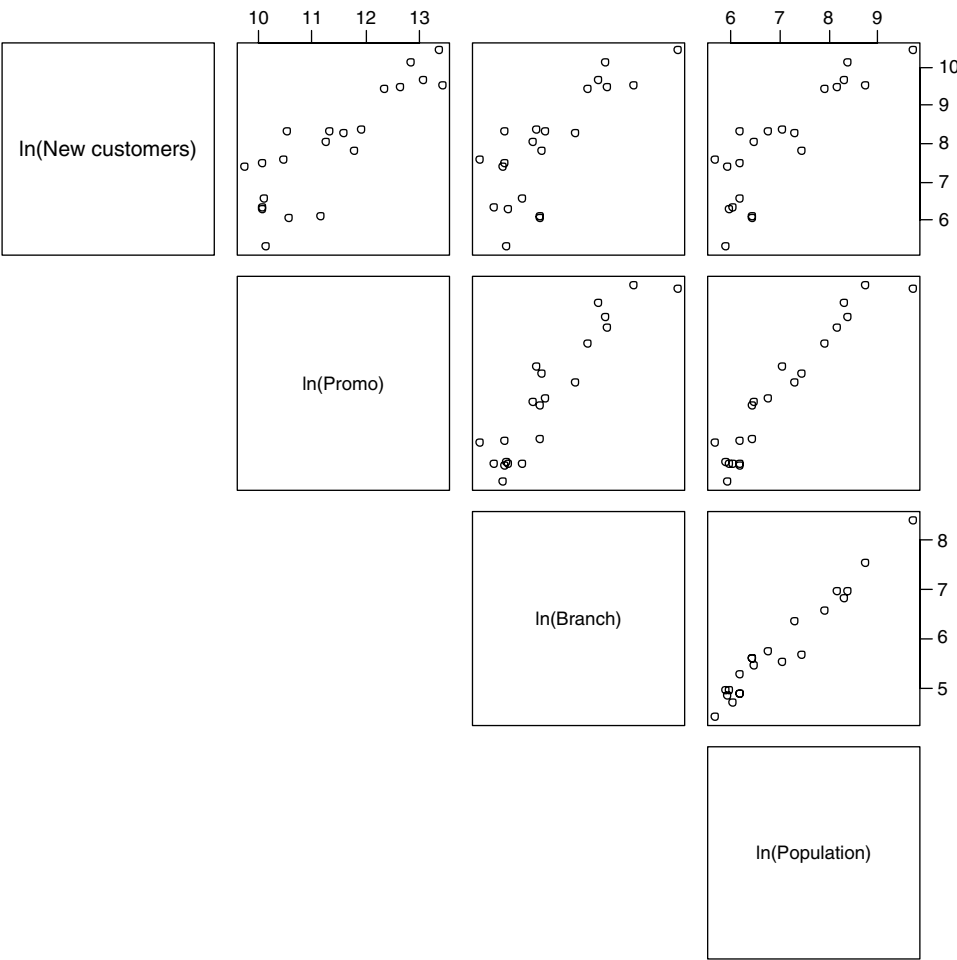 10 11 12 13
6 7 8 9
ln(New customers)
10
9
8
7
6
ln(Promo)
ln(Branch)
8
7
6
5
ln(Population)